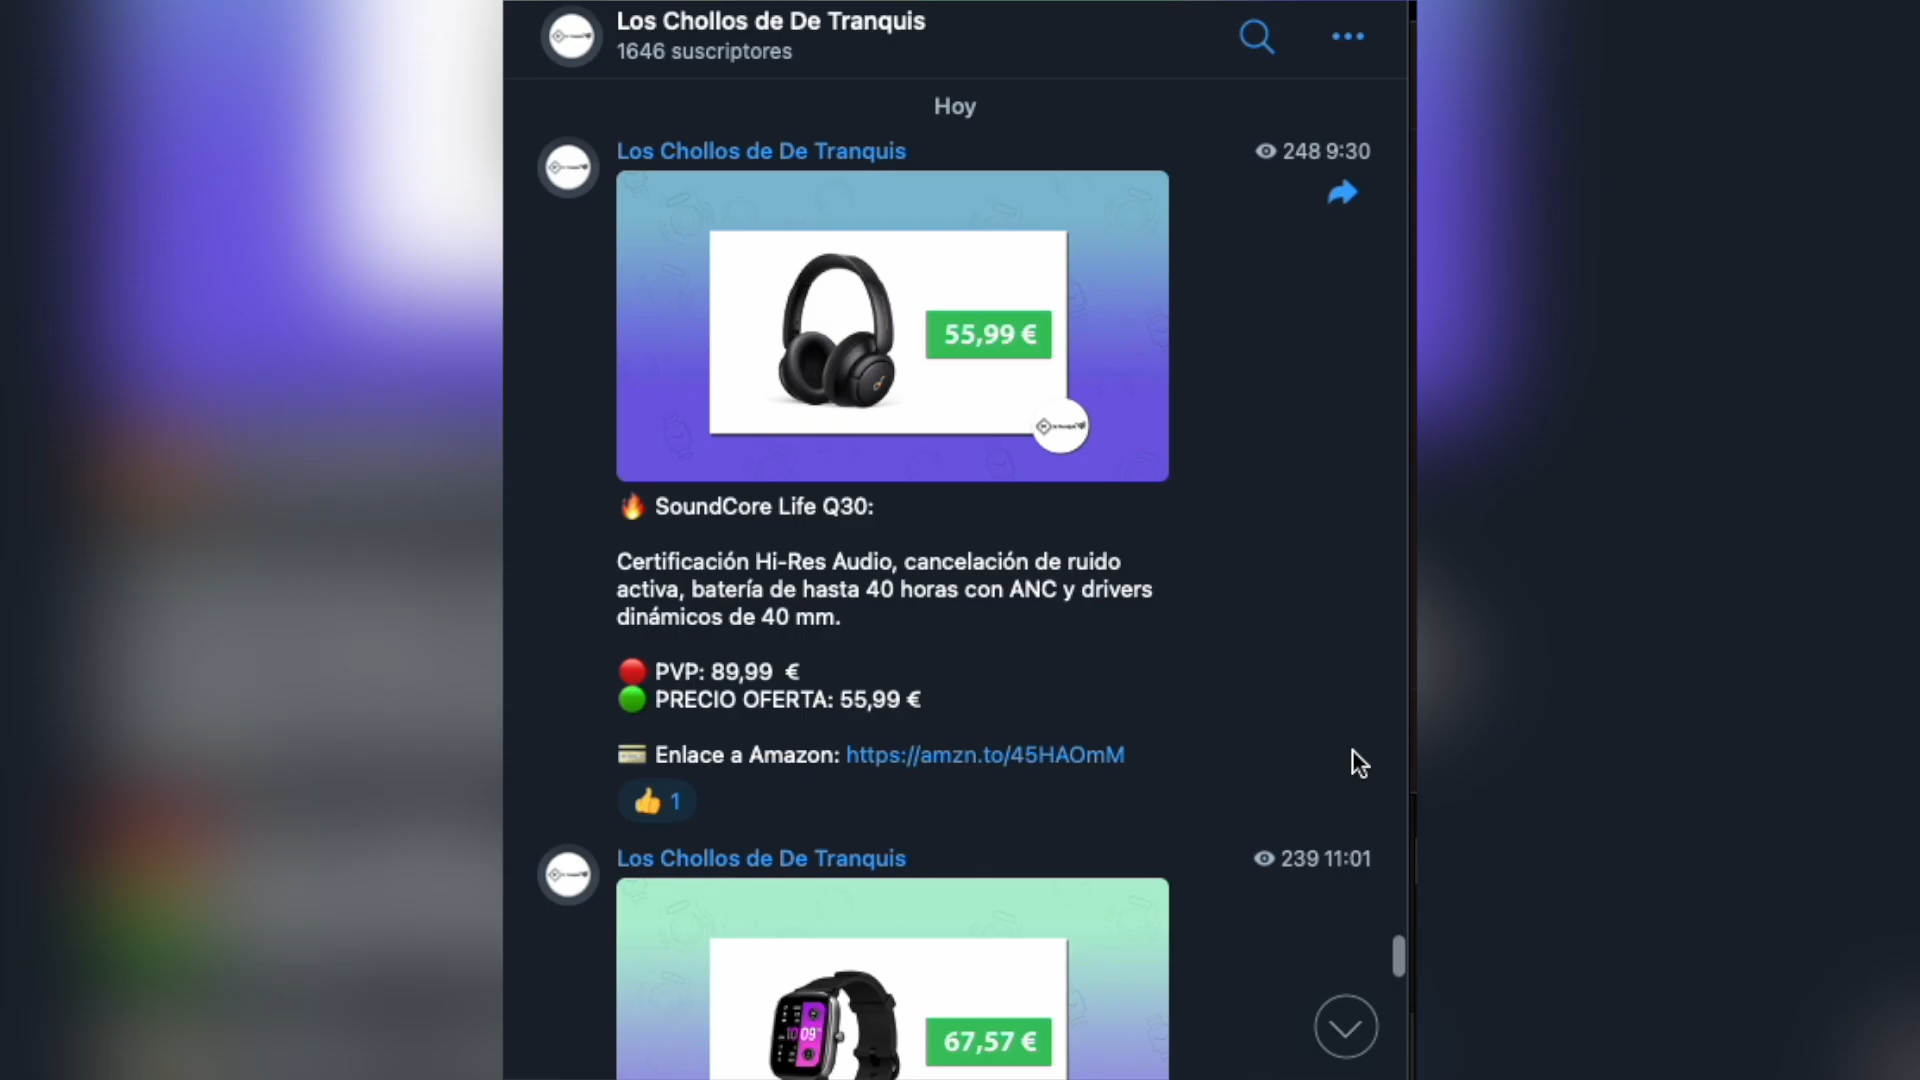 Los Chollos de De Tranquis
1646 suscriptores
Hoy
Los Chollos de De Tranquis
248 9:30
55,99 €
🔥 SoundCore Life Q30:
Certificación Hi-Res Audio, cancelación de ruido
activa, batería de hasta 40 horas con ANC y drivers
dinámicos de 40 mm.
🔴 PVP: 89,99 €
🟢 PRECIO OFERTA: 55,99 €
💳 Enlace a Amazon: https://amzn.to/45HAOmM
👍 1
Los Chollos de De Tranquis
239 11:01
10:09
67,57 €